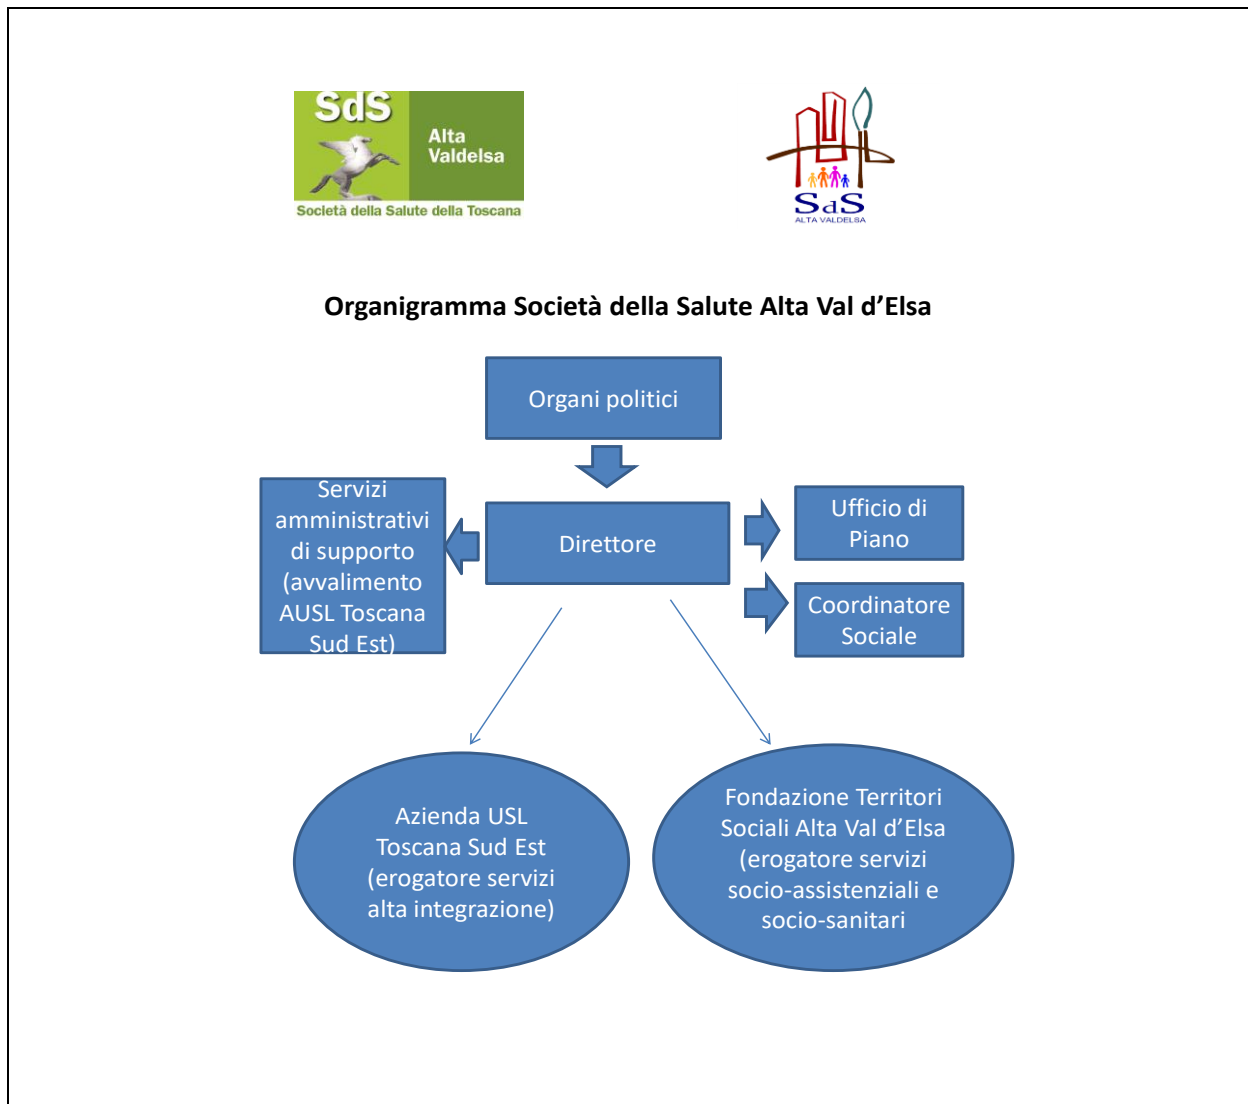 SdS
Alta
Valdelsa
Società della Salute della Toscana
SdS
ALTA VALDELSA
Organigramma Società della Salute Alta Val d’Elsa
Organi politici
Servizi
amministrativi
di supporto
(avvalimento
AUSL Toscana
Sud Est)
Direttore
Ufficio di
Piano
Coordinatore
Sociale
Azienda USL
Toscana Sud Est
(erogatore servizi
alta integrazione)
Fondazione Territori
Sociali Alta Val d’Elsa
(erogatore servizi
socio-assistenziali e
socio-sanitari